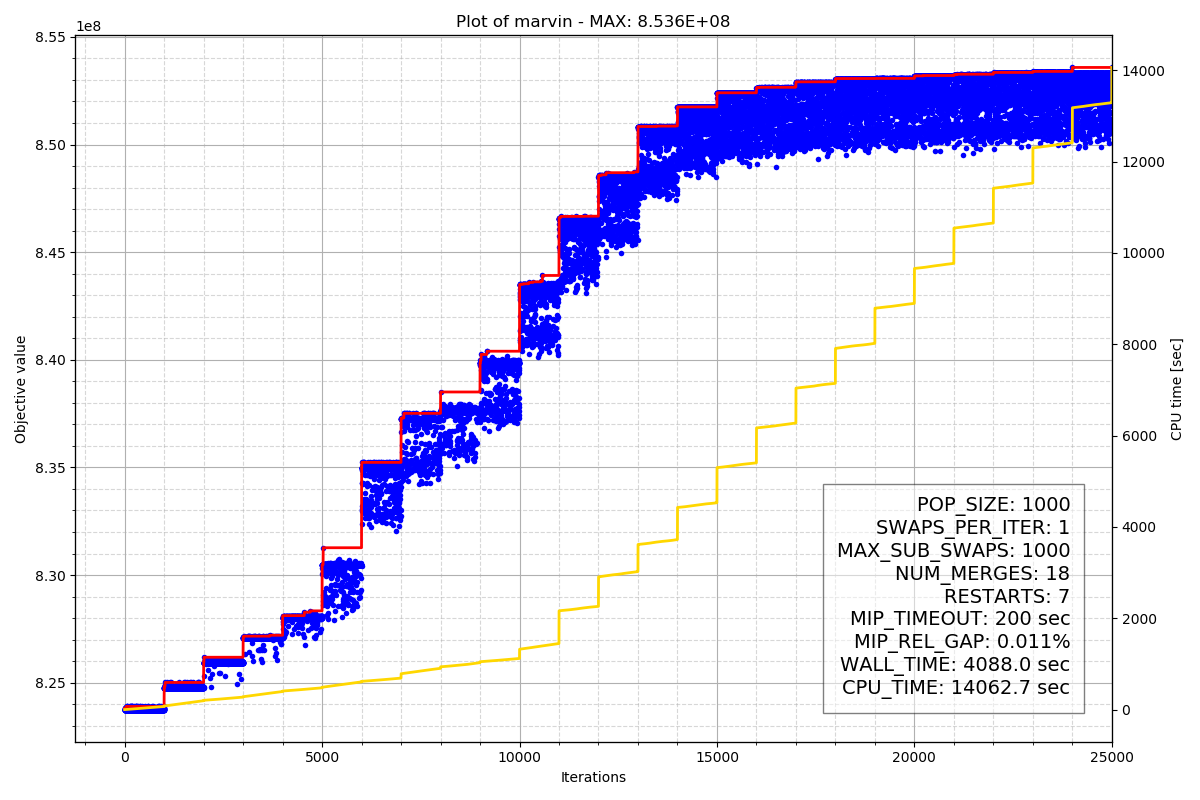 Plot of marvin - MAX: 8.536E+08
1e8
8.55
8.50
8.45
8.40
8.35
8.30
8.25
Objective value
14000
12000
10000
8000
6000
4000
2000
0
CPU time [sec]
POP_SIZE: 1000
SWAPS_PER_ITER: 1
MAX_SUB_SWAPS: 1000
NUM_MERGES: 18
RESTARTS: 7
MIP_TIMEOUT: 200 sec
MIP_REL_GAP: 0.011%
WALL_TIME: 4088.0 sec
CPU_TIME: 14062.7 sec
0 5000 10000 15000 20000 25000
Iterations